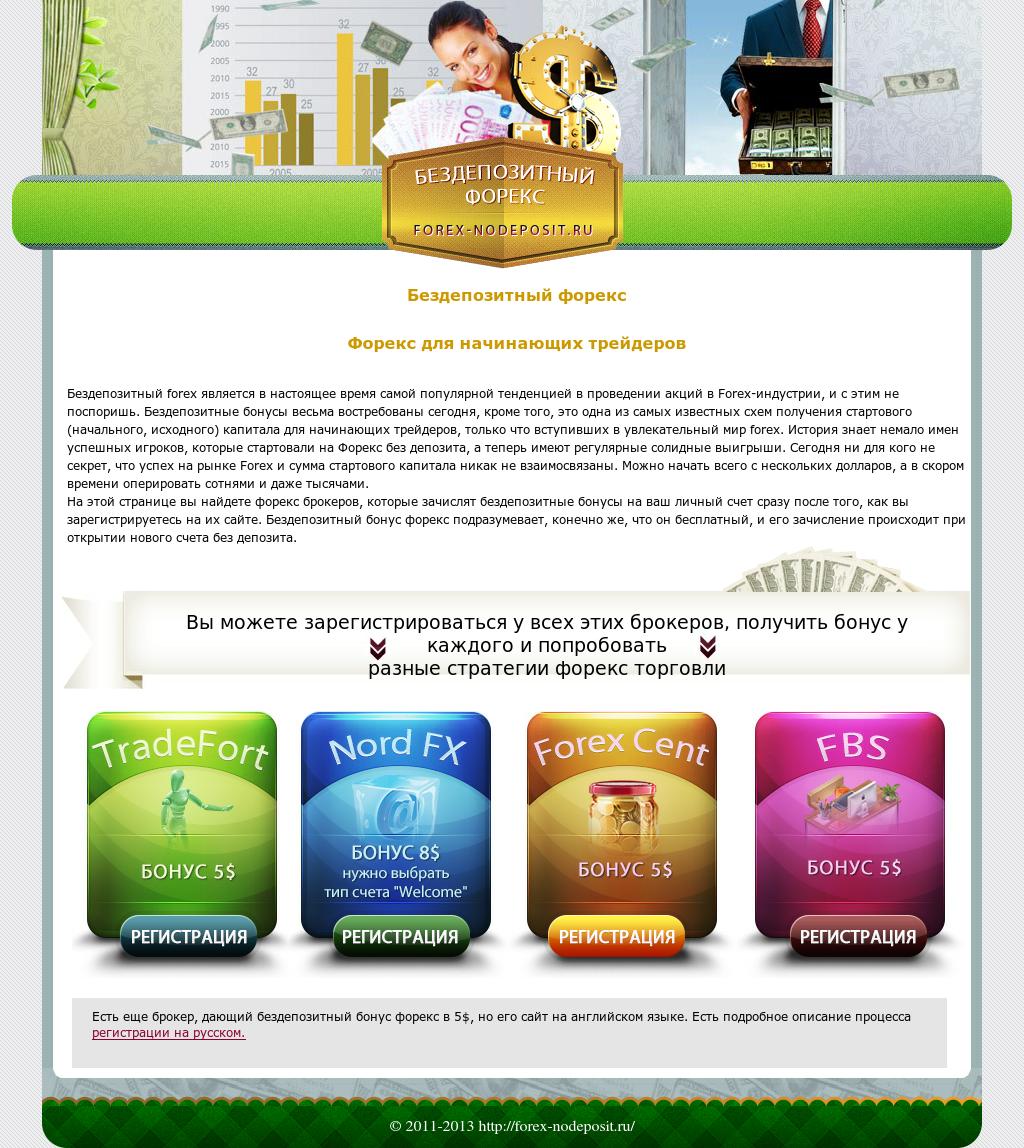 1990
1995
2000
2005
2010
2015
2000
2005
2010
2015
32
27
30
25
32
27
30
25
32
2005
500
БЕЗДЕПОЗИТНЫЙ
ФОРЕКС
FOREX-NODEPOSIT.RU
Бездепозитный форекс
Форекс для начинающих трейдеров
Бездепозитный forex является в настоящее время самой популярной тенденцией в проведении акций в Forex-индустрии, и с этим не
поспоришь. Бездепозитные бонусы весьма востребованы сегодня, кроме того, это одна из самых известных схем получения стартового
(начального, исходного) капитала для начинающих трейдеров, только что вступивших в увлекательный мир forex. История знает немало имен
успешных игроков, которые стартовали на Форекс без депозита, а теперь имеют регулярные солидные выигрыши. Сегодня ни для кого не
секрет, что успех на рынке Forex и сумма стартового капитала никак не взаимосвязаны. Можно начать всего с нескольких долларов, а в скором
времени оперировать сотнями и даже тысячами.
На этой странице вы найдете форекс брокеров, которые зачислят бездепозитные бонусы на ваш личный счет сразу после того, как вы
зарегистрируетесь на их сайте. Бездепозитный бонус форекс подразумевает, конечно же, что он бесплатный, и его зачисление происходит при
открытии нового счета без депозита.
Вы можете зарегистрироваться у всех этих брокеров, получить бонус у
каждого и попробовать
разные стратегии форекс торговли
TradeFort
БОНУС 5$
РЕГИСТРАЦИЯ
Nord FX
БОНУС 8$
нужно выбрать
тип счета "Welcome"
РЕГИСТРАЦИЯ
Forex Cent
БОНУС 5$
РЕГИСТРАЦИЯ
FBS
БОНУС 5$
РЕГИСТРАЦИЯ
Есть еще брокер, дающий бездепозитный бонус форекс в 5$, но его сайт на английском языке. Есть подробное описание процесса
регистрации на русском.
© 2011-2013 http://forex-nodeposit.ru/